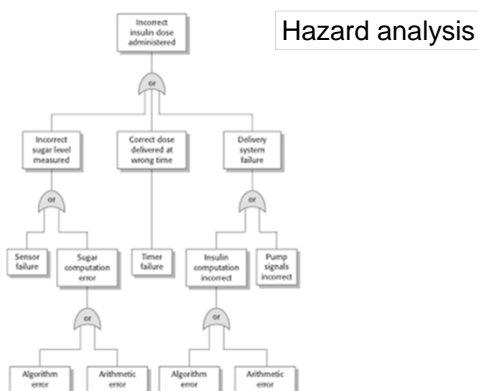 Hazard analysis
Incorrect
insulin dose
administered
or
Incorrect
sugar level
measured
Correct dose
delivered at
wrong time
Delivery
system
failure
or
or
Sensor
failure
Sugar
computation
error
Timer
failure
Insulin
computation
incorrect
Pump
signals
incorrect
or
or
Algorithm
error
Arithmetic
error
Algorithm
error
Arithmetic
error